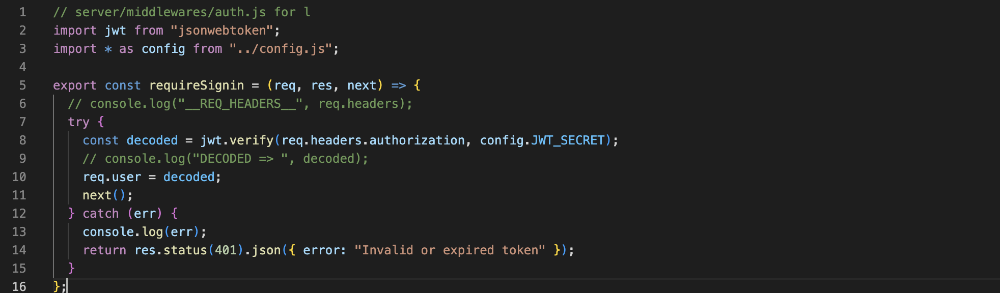 1 // server/middlewares/auth.js for l
2 import jwt from "jsonwebtoken";
3 import * as config from "../config.js";
4
5 export const requireSignin = (req, res, next) => {
6 // console.log("__REQ_HEADERS__", req.headers);
7 try {
8 const decoded = jwt.verify(req.headers.authorization, config.JWT_SECRET);
9 // console.log("DECODED => ", decoded);
10 req.user = decoded;
11 next();
12 } catch (err) {
13 console.log(err);
14 return res.status(401).json({ error: "Invalid or expired token" });
15 }
16 };